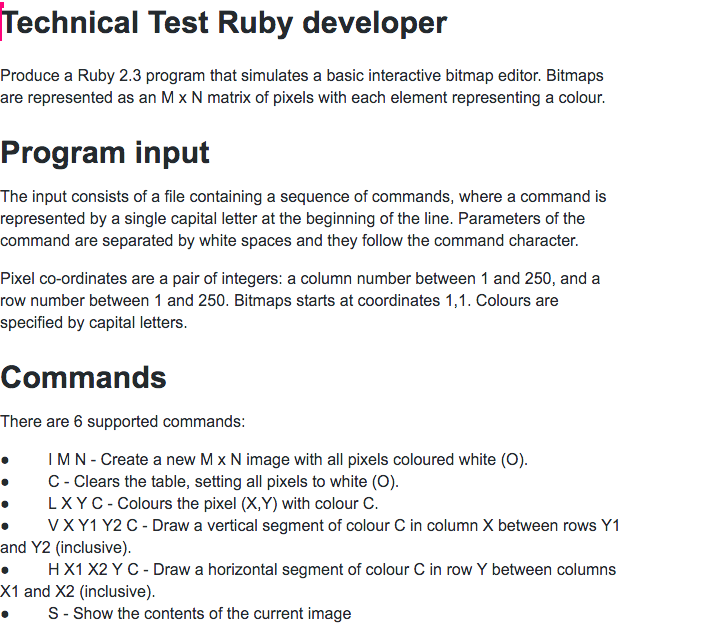 Technical Test Ruby developer
Produce a Ruby 2.3 program that simulates a basic interactive bitmap editor. Bitmaps
are represented as an M x N matrix of pixels with each element representing a colour.
Program input
The input consists of a file containing a sequence of commands, where a command is
represented by a single capital letter at the beginning of the line. Parameters of the
command are separated by white spaces and they follow the command character.
Pixel co-ordinates are a pair of integers: a column number between 1 and 250, and a
row number between 1 and 250. Bitmaps starts at coordinates 1,1. Colours are
specified by capital letters.
Commands
There are 6 supported commands:
● I M N - Create a new M x N image with all pixels coloured white (O).
● C - Clears the table, setting all pixels to white (O).
● L X Y C - Colours the pixel (X,Y) with colour C.
● V X Y1 Y2 C - Draw a vertical segment of colour C in column X between rows Y1
and Y2 (inclusive).
● H X1 X2 Y C - Draw a horizontal segment of colour C in row Y between columns
X1 and X2 (inclusive).
● S - Show the contents of the current image